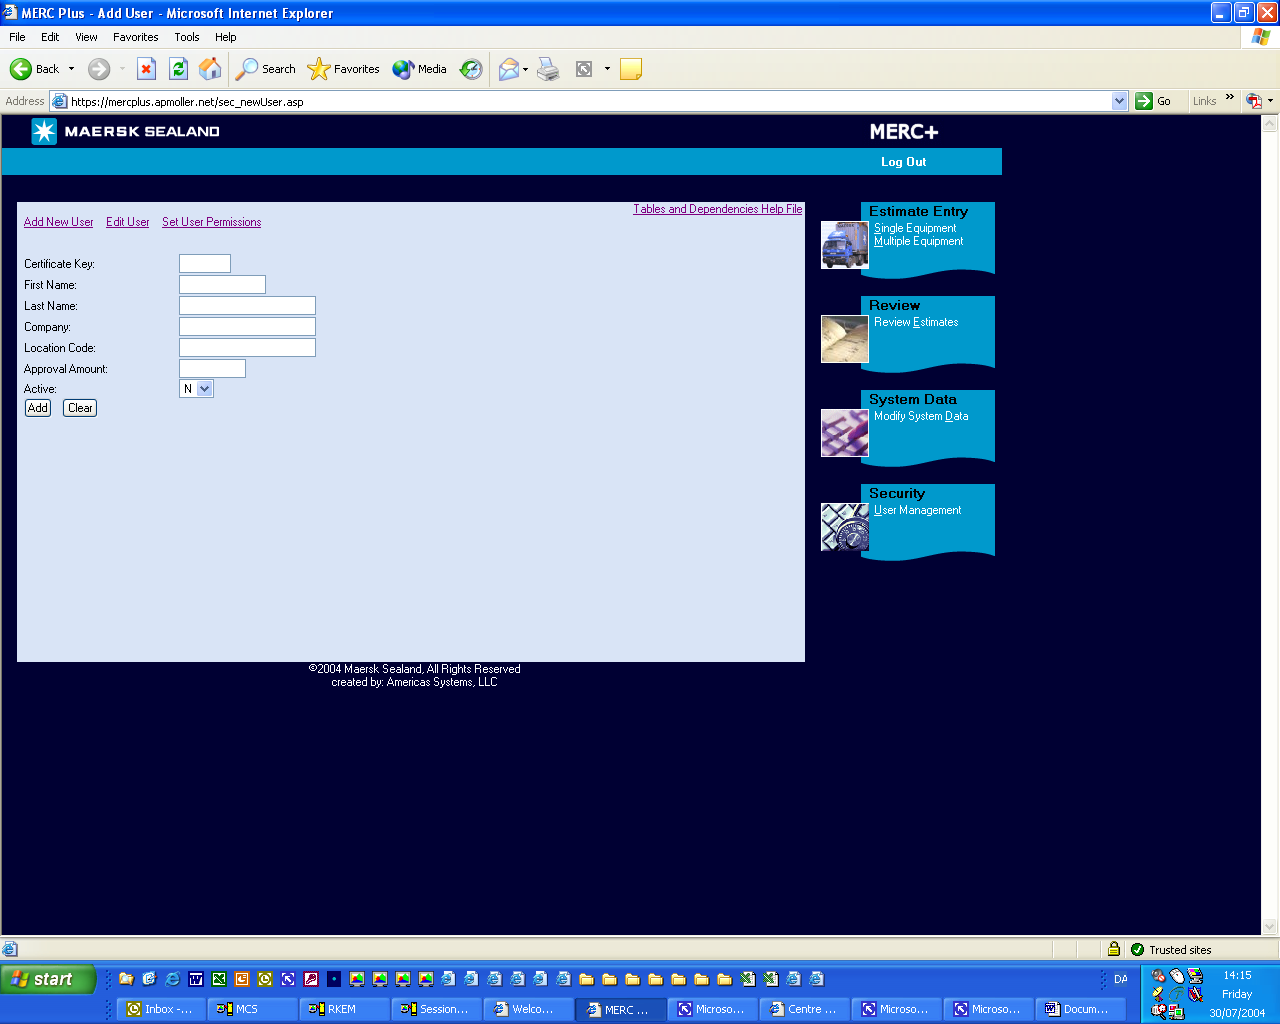 MERC Plus - Add User - Microsoft Internet Explorer
File Edit View Favorites Tools Help
Back Search Favorites Media
Address https://mercplus.apmoller.net/sec_newUser.asp Go Links »
MAERSK SEALAND MERC+
Log Out
Tables and Dependencies Help File
Add New User Edit User Set User Permissions
Certificate Key:
First Name:
Last Name:
Company:
Location Code:
Approval Amount:
Active: N
Add Clear
Estimate Entry
Single Equipment
Multiple Equipment
Review
Review Estimates
System Data
Modify System Data
Security
User Management
©2004 Maersk Sealand, All Rights Reserved
created by: Americas Systems, LLC
Trusted sites
start DA 14:15
Friday
30/07/2004
Inbox -... MCS RKEM Session... Welco... MERC ... Microso... Centre ... Microso... Microso... Docum...